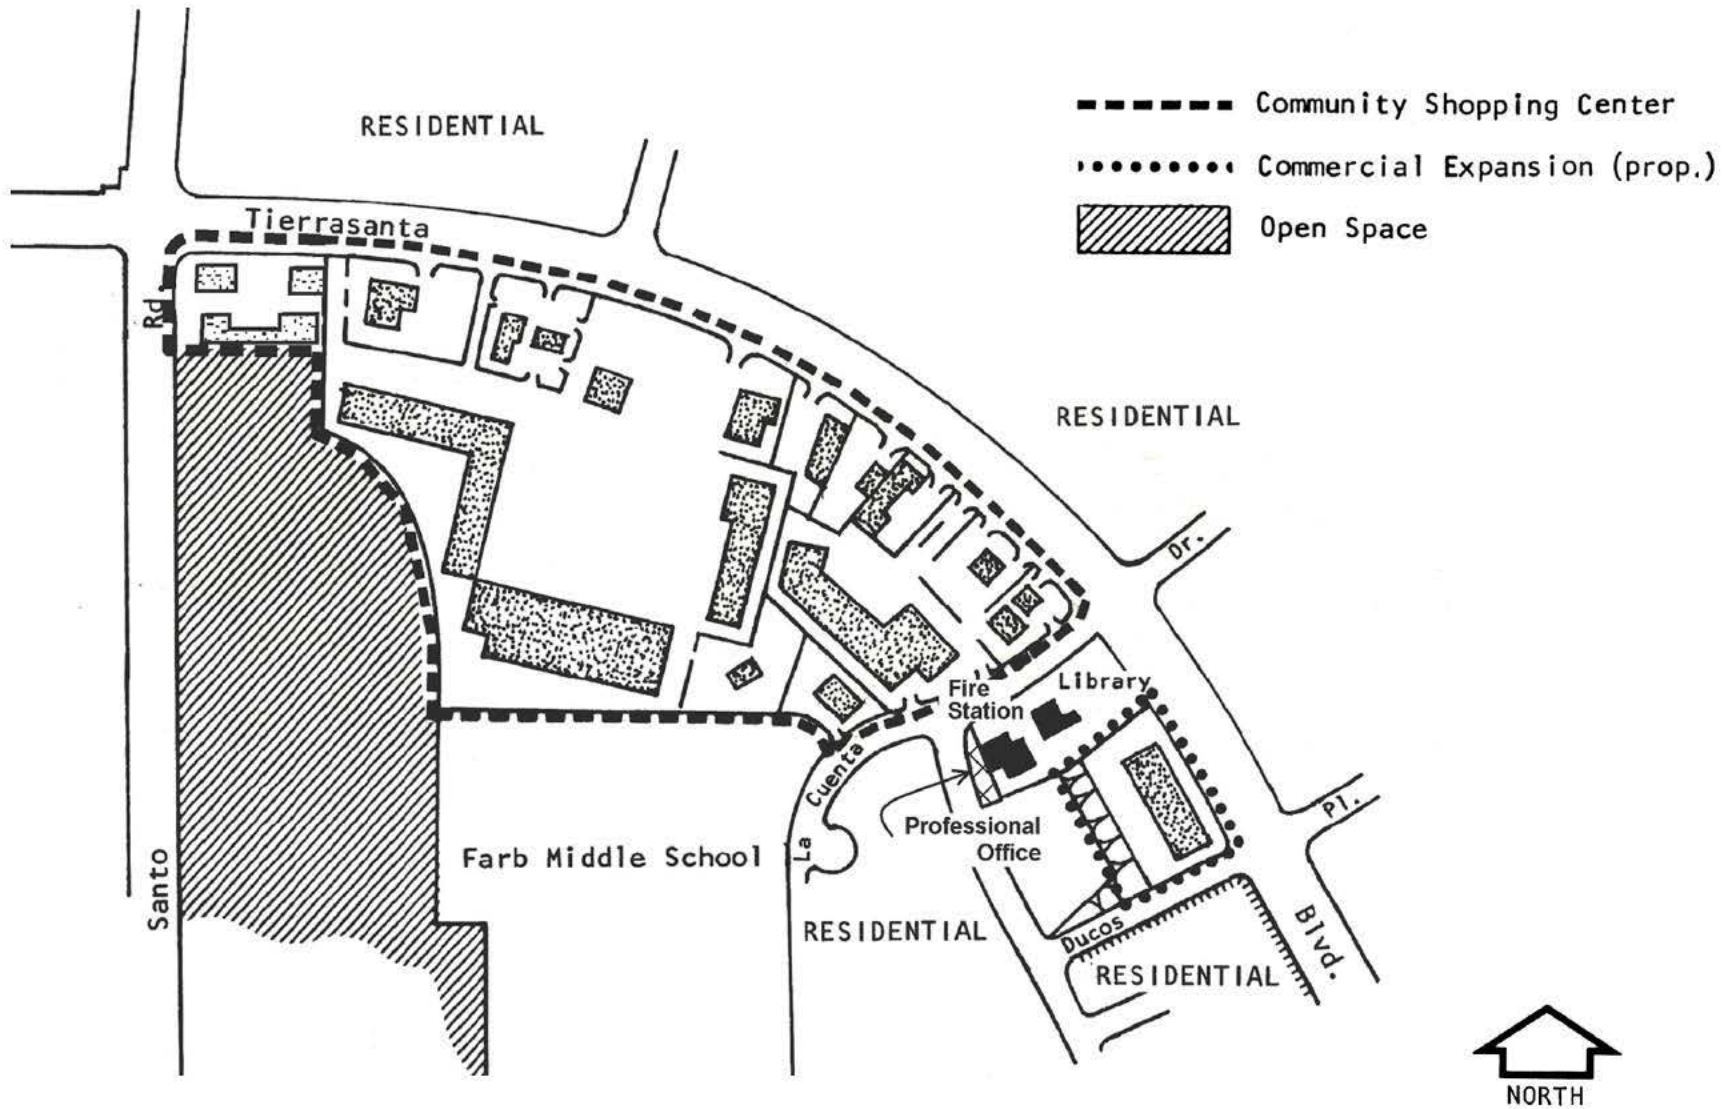 RESIDENTIAL
Community Shopping Center
Commercial Expansion (prop.)
Open Space
Tierrasanta
Rd
RESIDENTIAL
Dr.
Library
Fire
Station
Cuenta
La
Pl.
Professional
Office
Farb Middle School
Santo
RESIDENTIAL
Ducos
Blvd.
RESIDENTIAL
NORTH